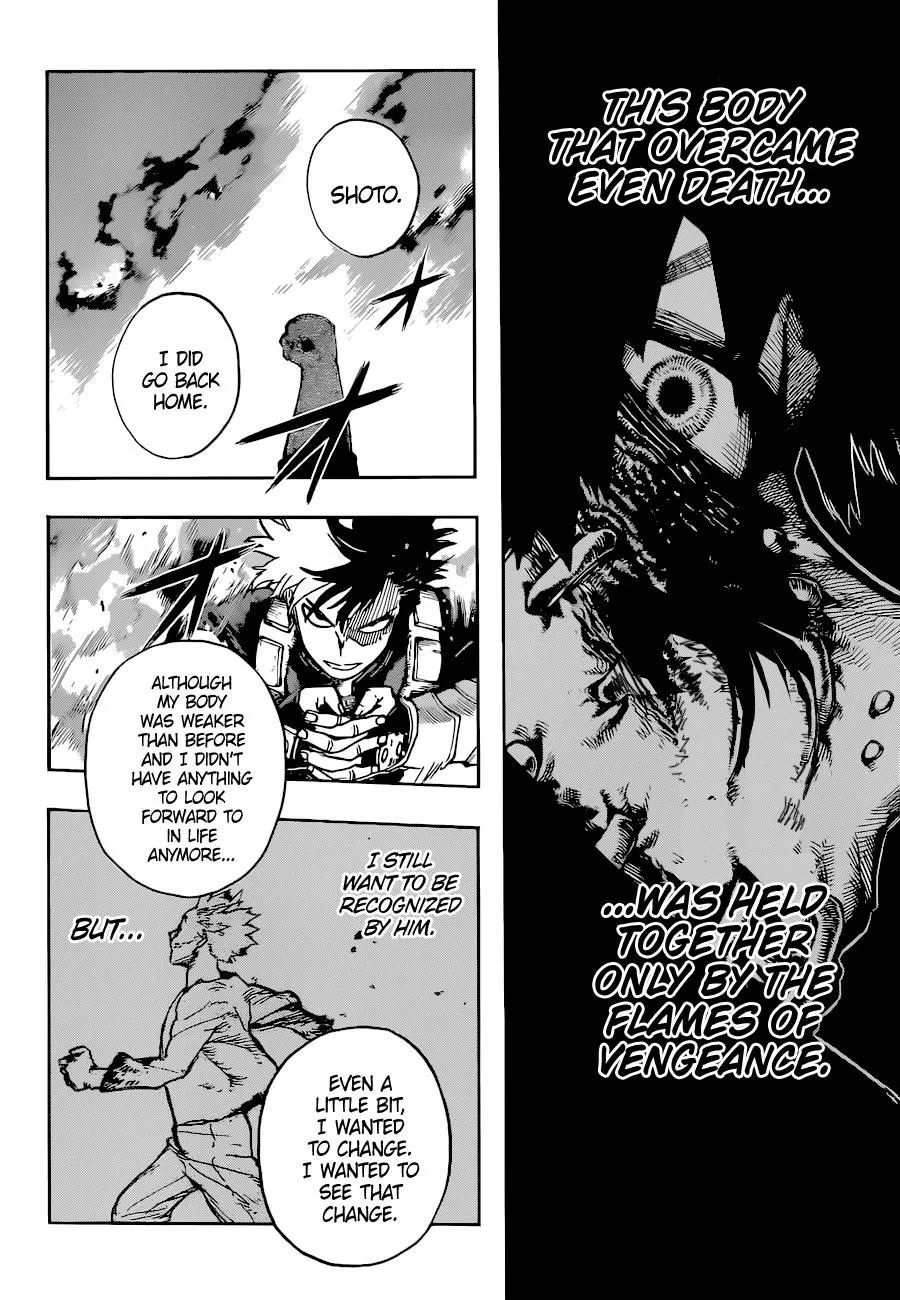 THIS BODY
THAT OVERCAME
EVEN DEATH...
...WAS HELD
TOGETHER
ONLY BY THE
FLAMES OF
VENGEANCE.
SHOTO.
I DID
GO BACK
HOME.
ALTHOUGH
MY BODY
WAS WEAKER
THAN BEFORE
AND I DIDN'T
HAVE ANYTHING
TO LOOK
FORWARD TO
IN LIFE
ANYMORE...
I STILL
WANT TO BE
RECOGNIZED
BY HIM.
BUT...
EVEN A
LITTLE BIT,
I WANTED
TO CHANGE.
I WANTED TO
SEE THAT
CHANGE.